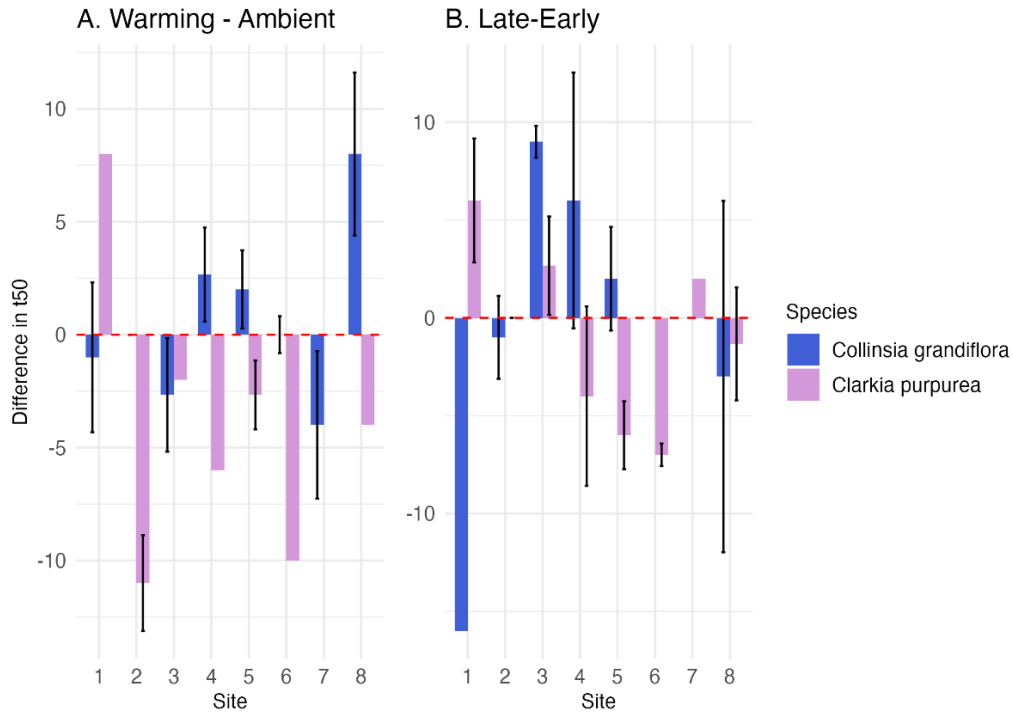 A. Warming - Ambient
B. Late-Early
Difference in t50
10
5
0
-5
-10
1 2 3 4 5 6 7 8
Site
10
0
-10
1 2 3 4 5 6 7 8
Site
Species
Collinsia grandiflora
Clarkia purpurea